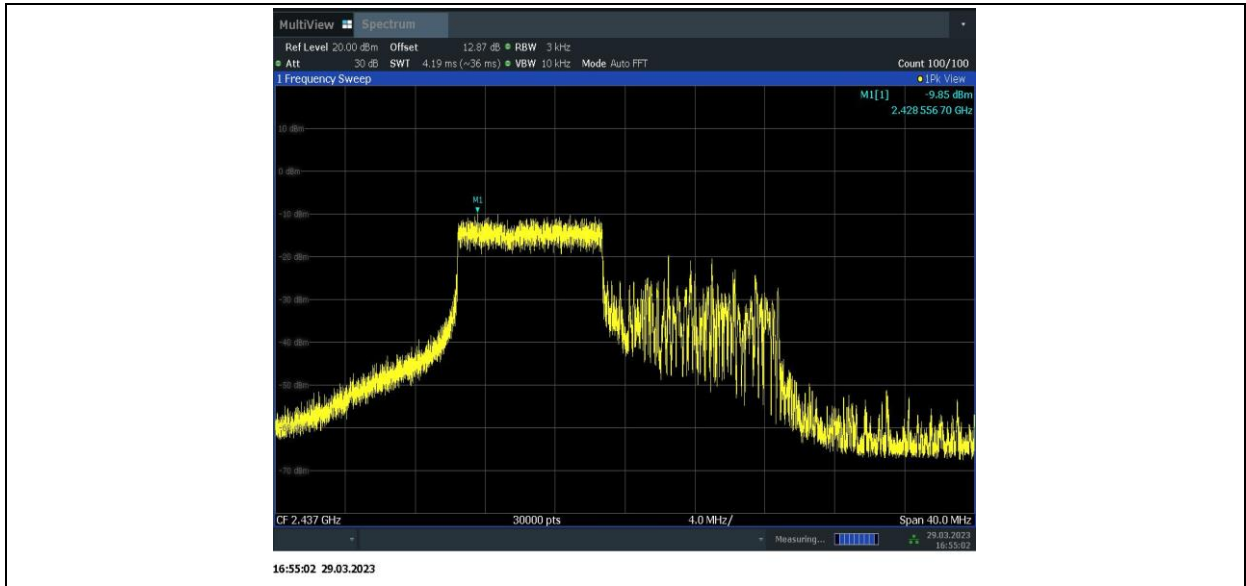 MultiView Spectrum
Ref Level 20.00 dBm Offset 12.87 dB RBW 3 kHz
Att 30 dB SWT 4.19 ms (~36 ms) VBW 10 kHz Mode Auto FFT Count 100/100
1 Frequency Sweep 1Pk View
M1[1] -9.85 dBm
2.428 556 70 GHz
10 dBm
0 dBm
M1
-10 dBm
-20 dBm
-30 dBm
-40 dBm
-50 dBm
-70 dBm
CF 2.437 GHz 30000 pts 4.0 MHz/ Span 40.0 MHz
Measuring... 29.03.2023
16:55:02
16:55:02 29.03.2023